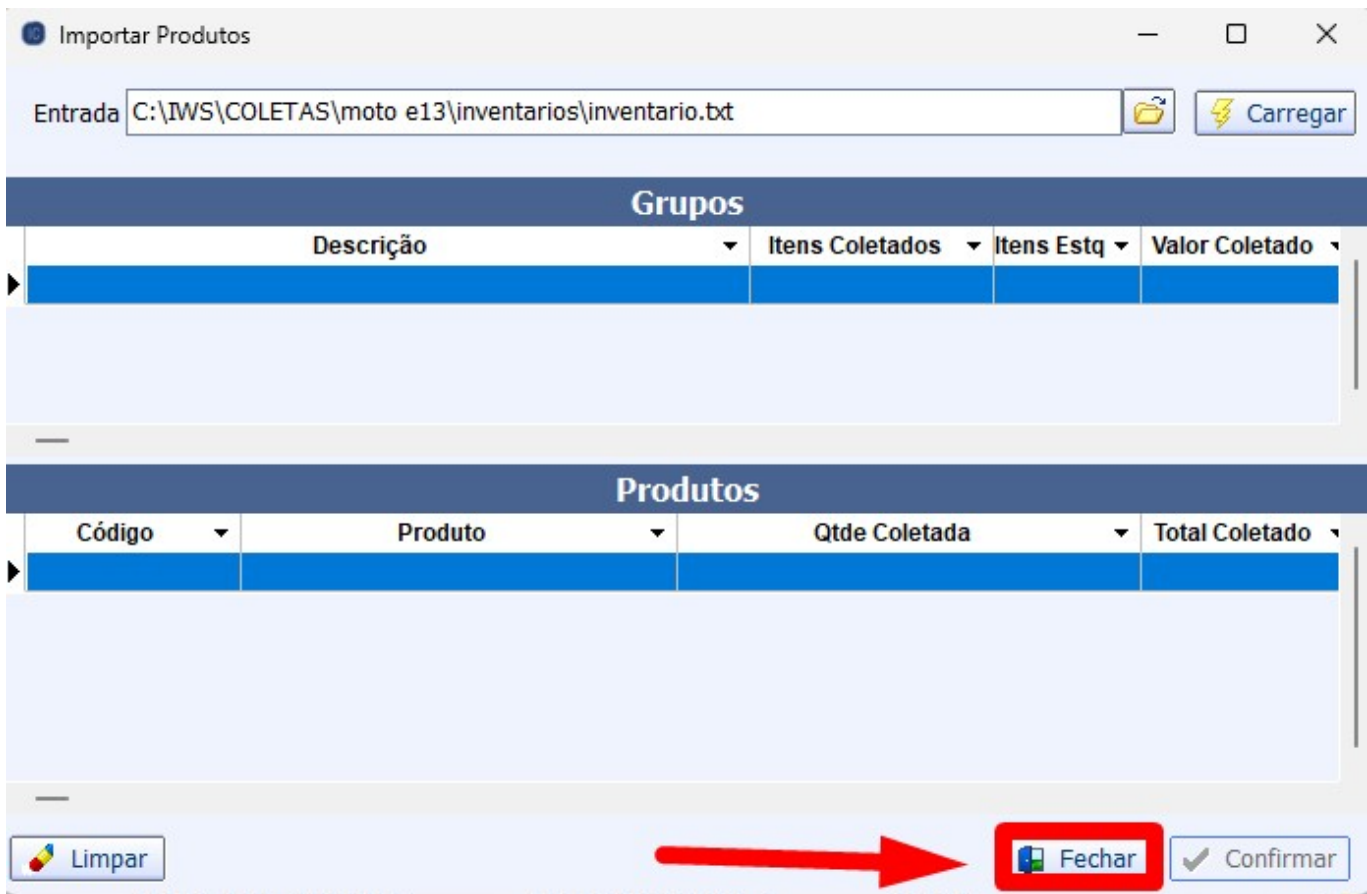 Importar Produtos
Entrada C:\IWS\COLETAS\moto e13\inventarios\inventario.txt Carregar
Grupos
Descrição Itens Coletados Itens Estq Valor Coletado
Produtos
Código Produto Qtde Coletada Total Coletado
Limpar Fechar Confirmar